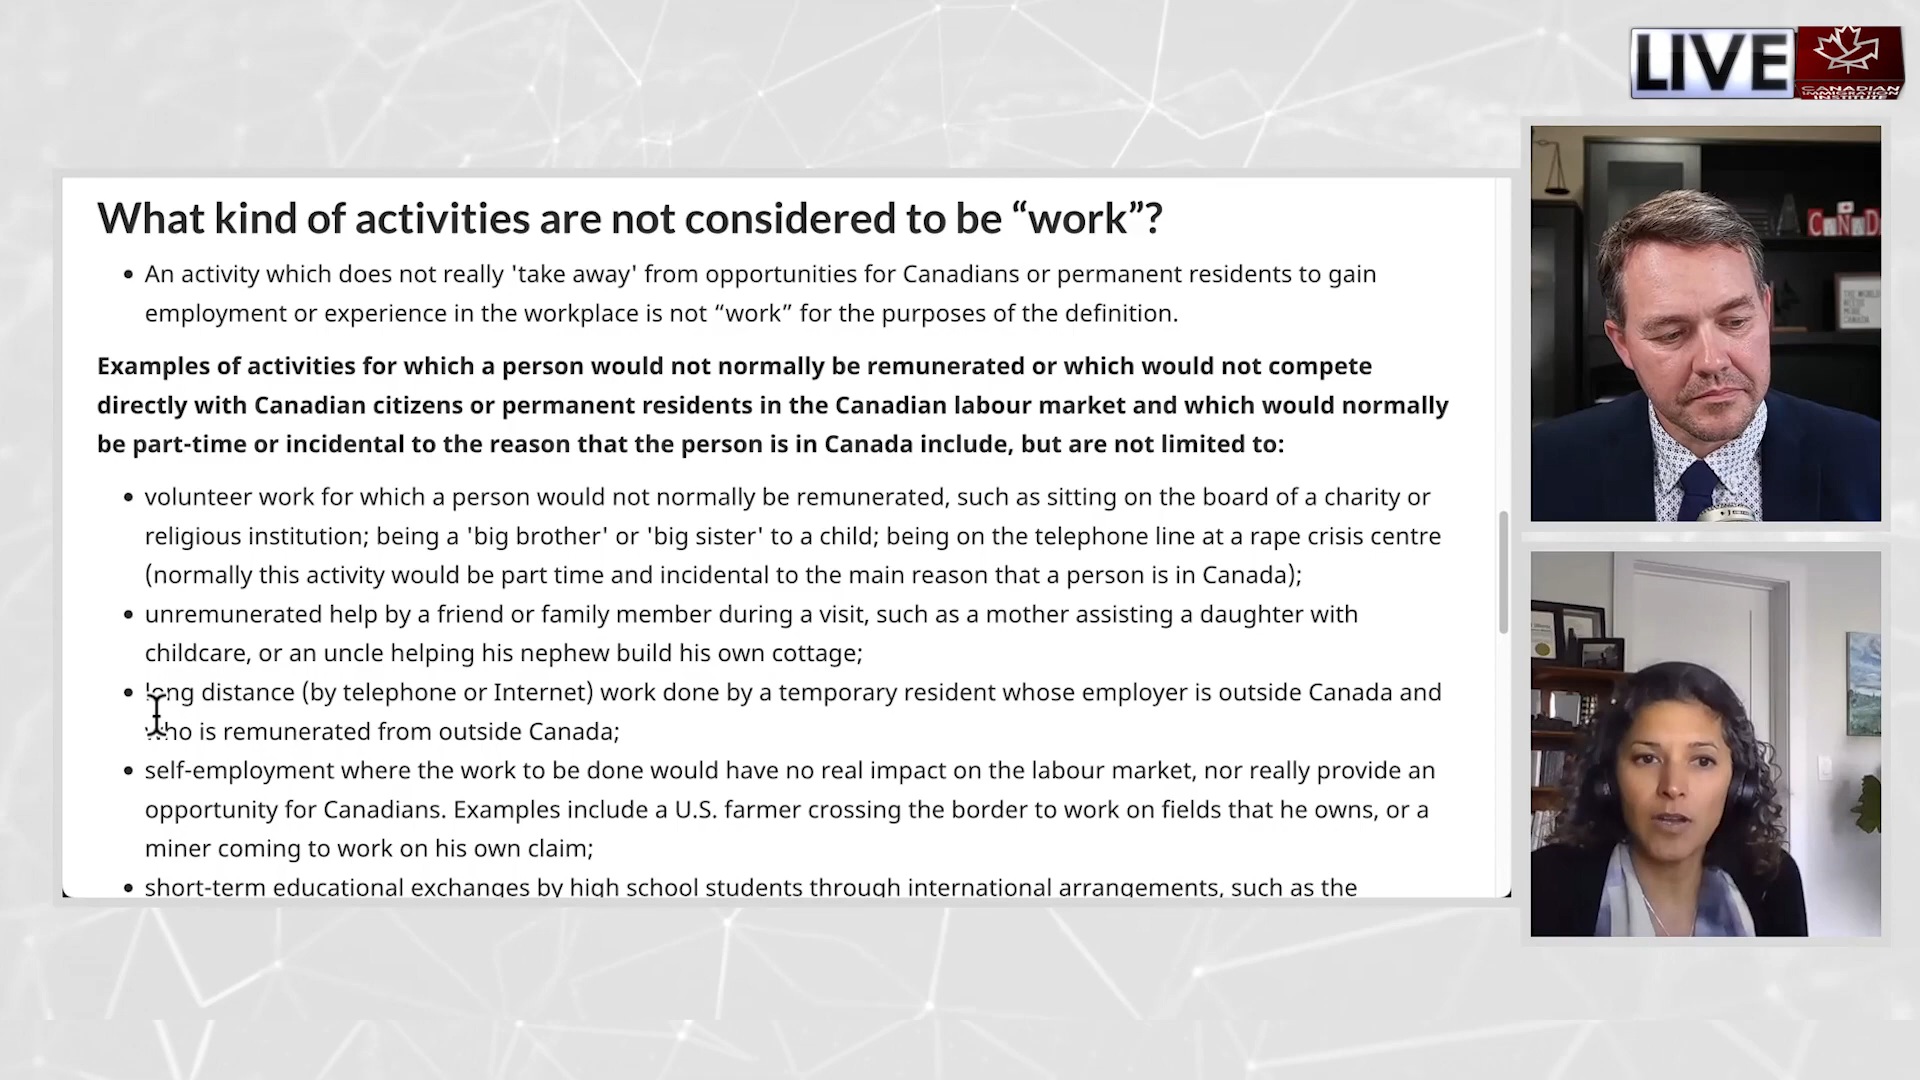 LIVE
CANADIAN
IMMIGRATION
INSTITUTE
What kind of activities are not considered to be “work”?
• An activity which does not really 'take away' from opportunities for Canadians or permanent residents to gain
employment or experience in the workplace is not “work” for the purposes of the definition.
Examples of activities for which a person would not normally be remunerated or which would not compete
directly with Canadian citizens or permanent residents in the Canadian labour market and which would normally
be part-time or incidental to the reason that the person is in Canada include, but are not limited to:
• volunteer work for which a person would not normally be remunerated, such as sitting on the board of a charity or
religious institution; being a 'big brother' or 'big sister' to a child; being on the telephone line at a rape crisis centre
(normally this activity would be part time and incidental to the main reason that a person is in Canada);
• unremunerated help by a friend or family member during a visit, such as a mother assisting a daughter with
childcare, or an uncle helping his nephew build his own cottage;
• long distance (by telephone or Internet) work done by a temporary resident whose employer is outside Canada and
who is remunerated from outside Canada;
• self-employment where the work to be done would have no real impact on the labour market, nor really provide an
opportunity for Canadians. Examples include a U.S. farmer crossing the border to work on fields that he owns, or a
miner coming to work on his own claim;
• short-term educational exchanges by high school students through international arrangements, such as the